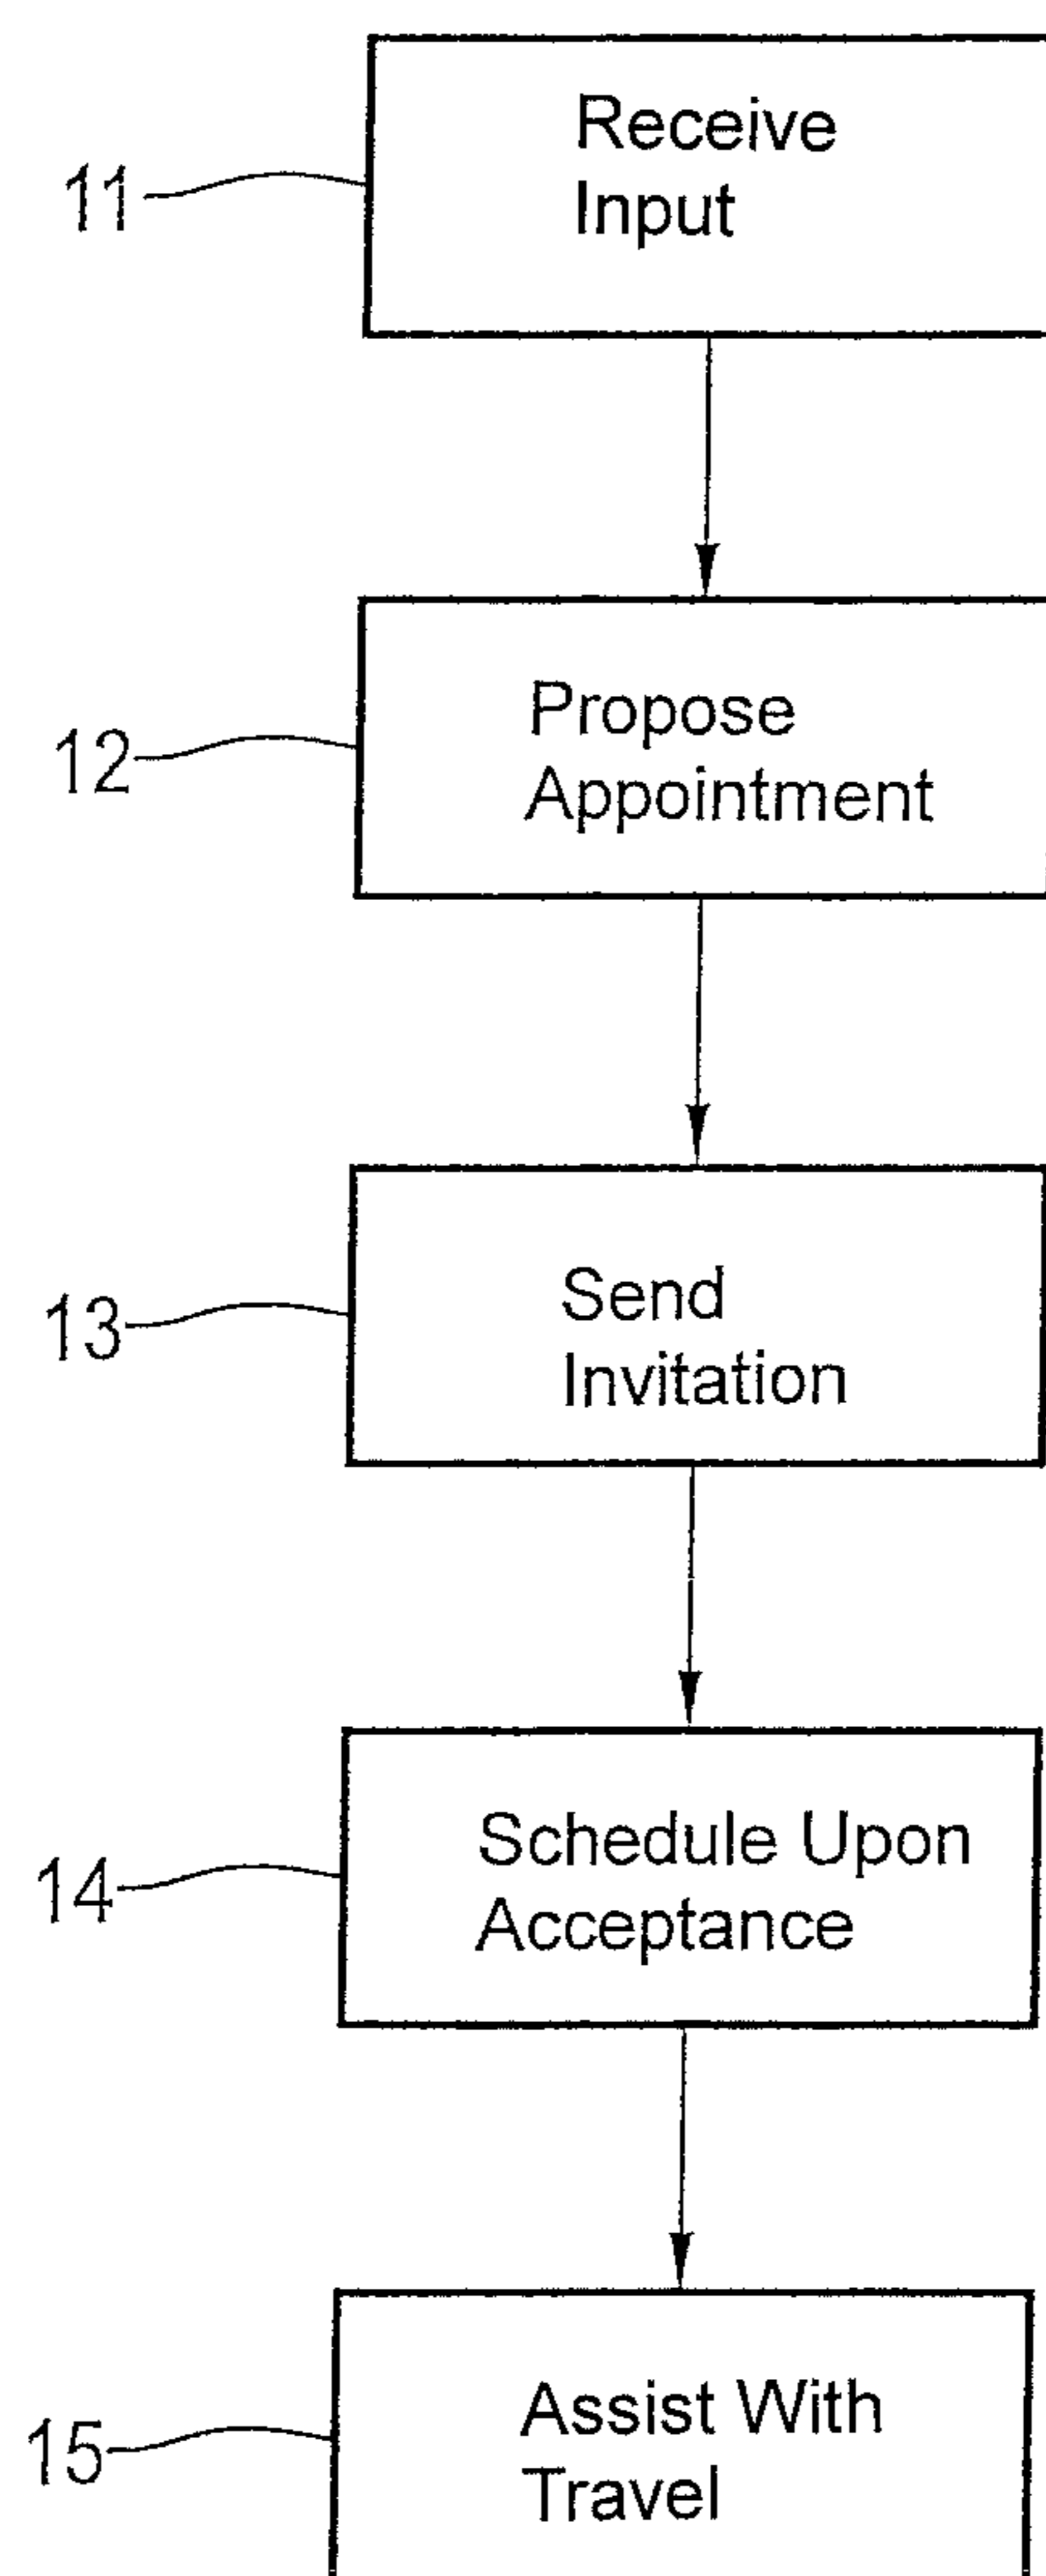 11
Receive
Input
12
Propose
Appointment
13
Send
Invitation
14
Schedule Upon
Acceptance
15
Assist With
Travel